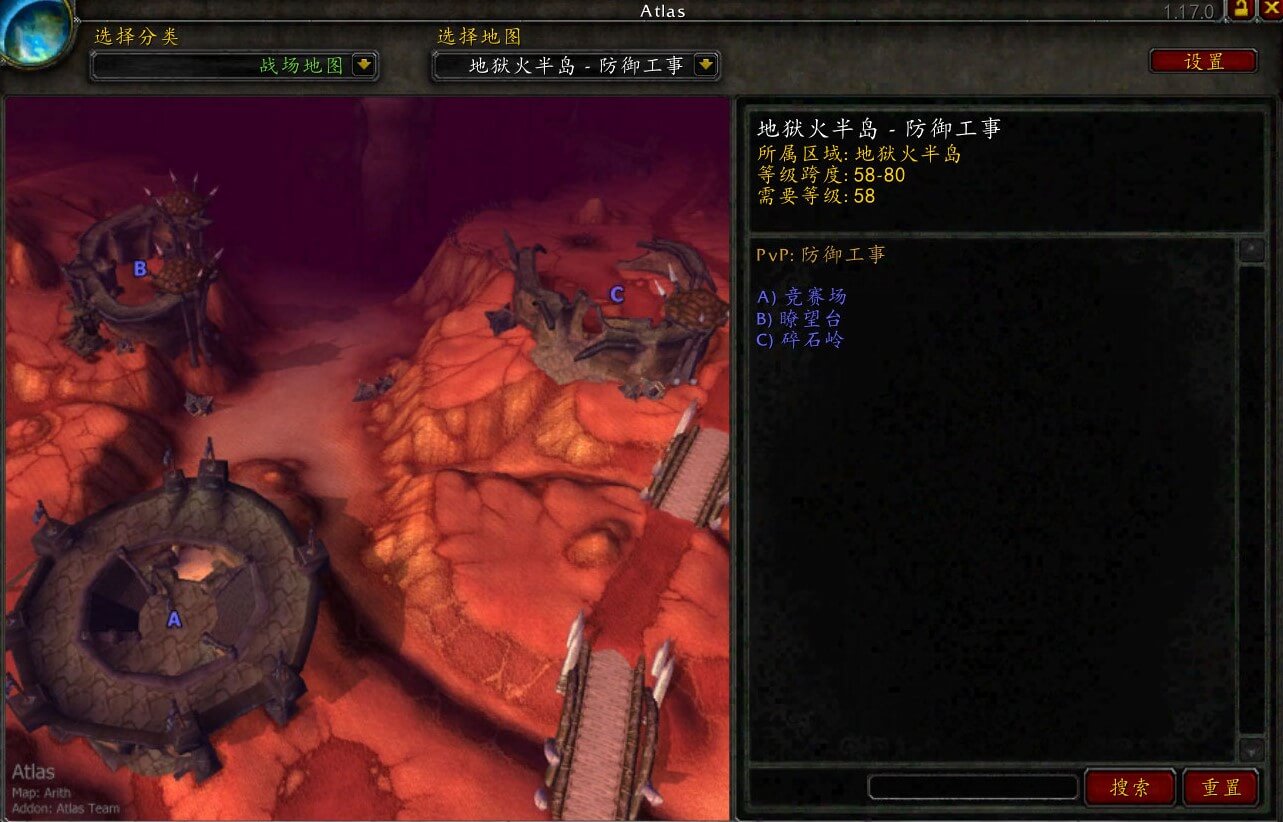 Atlas
1.17.0
选择分类
选择地图
战场地图
地狱火半岛 - 防御工事
设置
地狱火半岛 - 防御工事
所属区域: 地狱火半岛
等级跨度: 58-80
需要等级: 58
PvP: 防御工事
A) 竞赛场
B) 瞭望台
C) 碎石岭
B
C
A
Atlas
Map: Arith
Addon: Atlas Team
搜索
重置